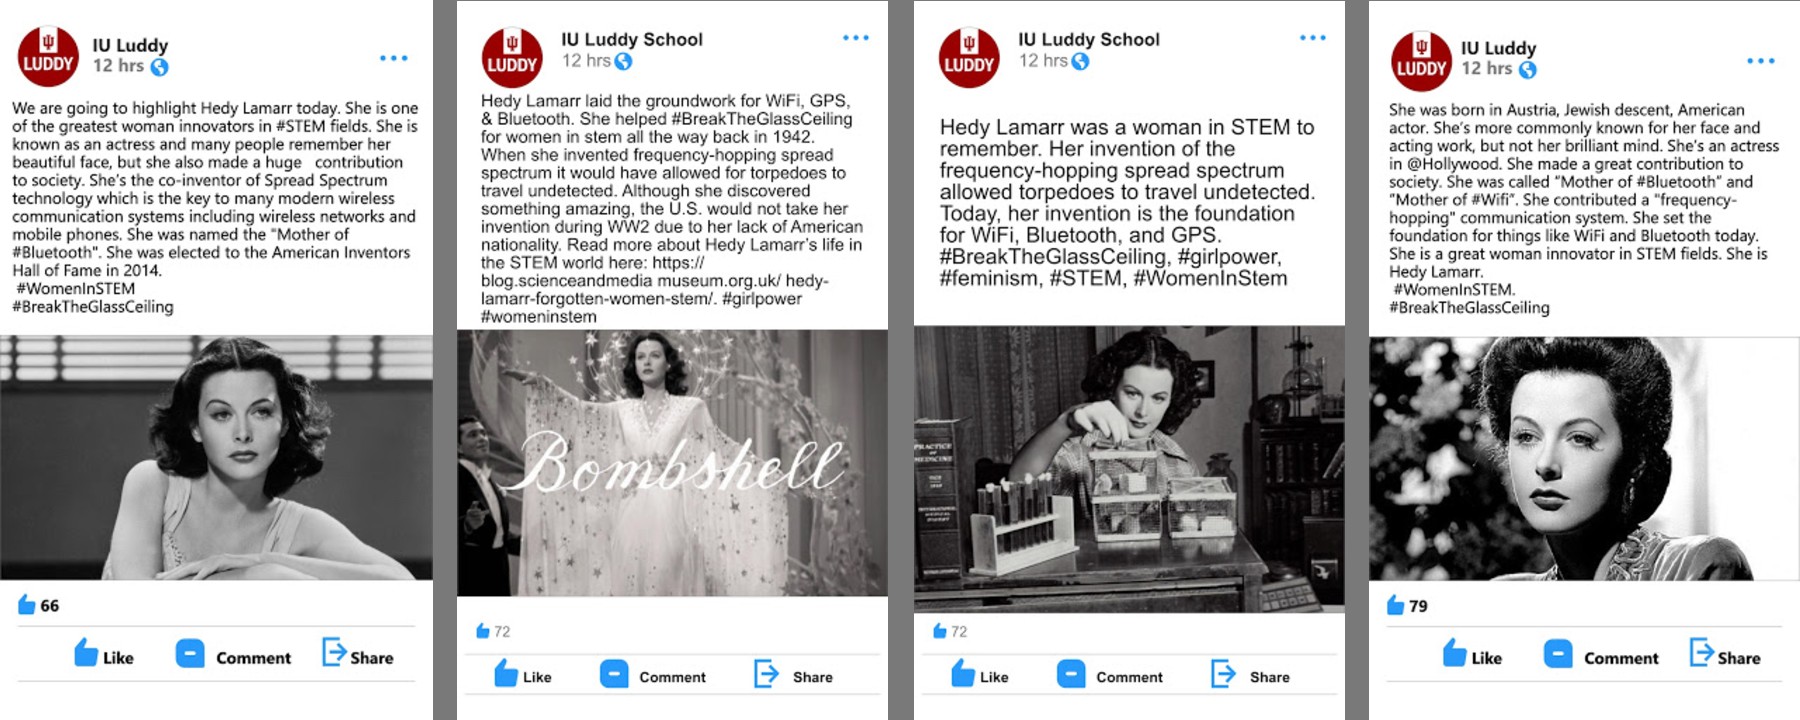 LUDDY
IU Luddy
12 hrs
We are going to highlight Hedy Lamarr today. She is one
of the greatest woman innovators in #STEM fields. She is
known as an actress and many people remember her
beautiful face, but she also made a huge contribution
to society. She's the co-inventor of Spread Spectrum
technology which is the key to many modern wireless
communication systems including wireless networks and
mobile phones. She was named the "Mother of
#Bluetooth". She was elected to the American Inventors
Hall of Fame in 2014.
#WomenInSTEM
#BreakTheGlassCeiling
66
Like Comment Share
LUDDY
IU Luddy School
12 hrs
Hedy Lamarr laid the groundwork for WiFi, GPS,
& Bluetooth. She helped #BreakTheGlassCeiling
for women in stem all the way back in 1942.
When she invented frequency-hopping spread
spectrum it would have allowed for torpedoes to
travel undetected. Although she discovered
something amazing, the U.S. would not take her
invention during WW2 due to her lack of American
nationality. Read more about Hedy Lamarr's life in
the STEM world here: https://
blog.scienceandmedia museum.org.uk/ hedy-
lamarr-forgotten-women-stem/. #girlpower
#womeninstem
Bombshell
72
Like Comment Share
LUDDY
IU Luddy School
12 hrs
Hedy Lamarr was a woman in STEM to
remember. Her invention of the
frequency-hopping spread spectrum
allowed torpedoes to travel undetected.
Today, her invention is the foundation
for WiFi, Bluetooth, and GPS.
#BreakTheGlassCeiling, #girlpower,
#feminism, #STEM, #WomenInStem
PRACTICE
OF
MEDICINE
72
Like Comment Share
LUDDY
IU Luddy
12 hrs
She was born in Austria, Jewish descent, American
actor. She's more commonly known for her face and
acting work, but not her brilliant mind. She's an actress
in @Hollywood. She made a great contribution to
society. She was called "Mother of #Bluetooth" and
"Mother of #Wifi". She contributed a "frequency-
hopping" communication system. She set the
foundation for things like WiFi and Bluetooth today.
She is a great woman innovator in STEM fields. She is
Hedy Lamarr.
#WomenInSTEM.
#BreakTheGlassCeiling
79
Like Comment Share